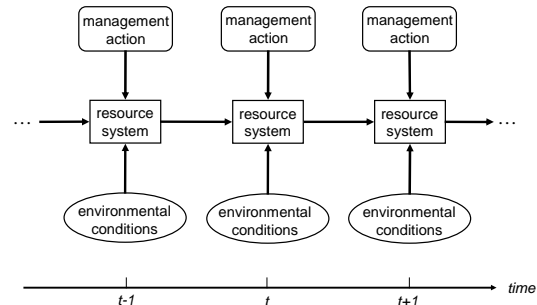 management
action
management
action
management
action
... resource
system
resource
system
resource
system ...
environmental
conditions
environmental
conditions
environmental
conditions
time
t-1 t t+1